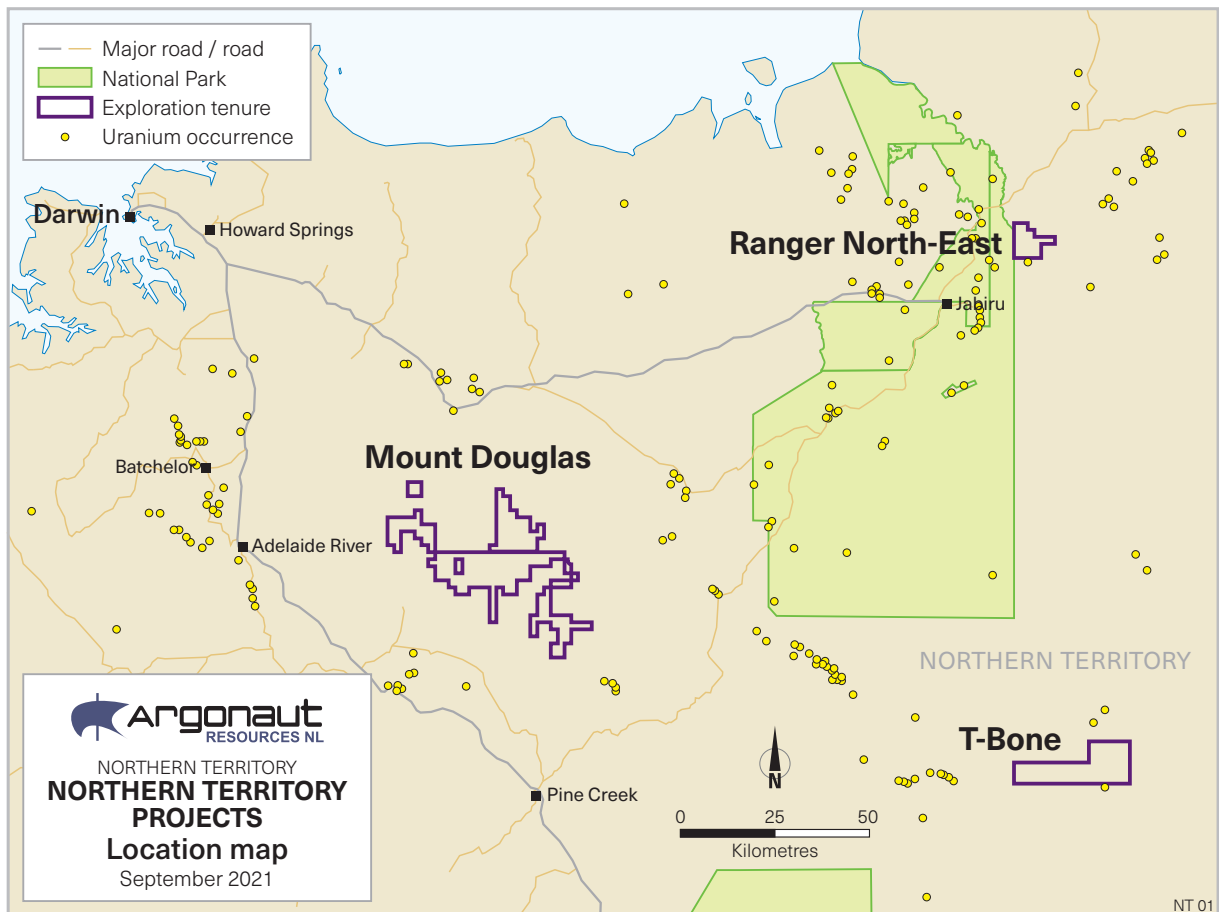 Major road / road
National Park
Exploration tenure
Uranium occurrence
Darwin
Howard Springs
Ranger North-East
Jabiru
Mount Douglas
Batchelor
Adelaide River
NORTHERN TERRITORY
T-Bone
Argonaut
RESOURCES NL
NORTHERN TERRITORY
NORTHERN TERRITORY
PROJECTS
Location map
September 2021
Pine Creek
N
0 25 50
Kilometres
NT 01